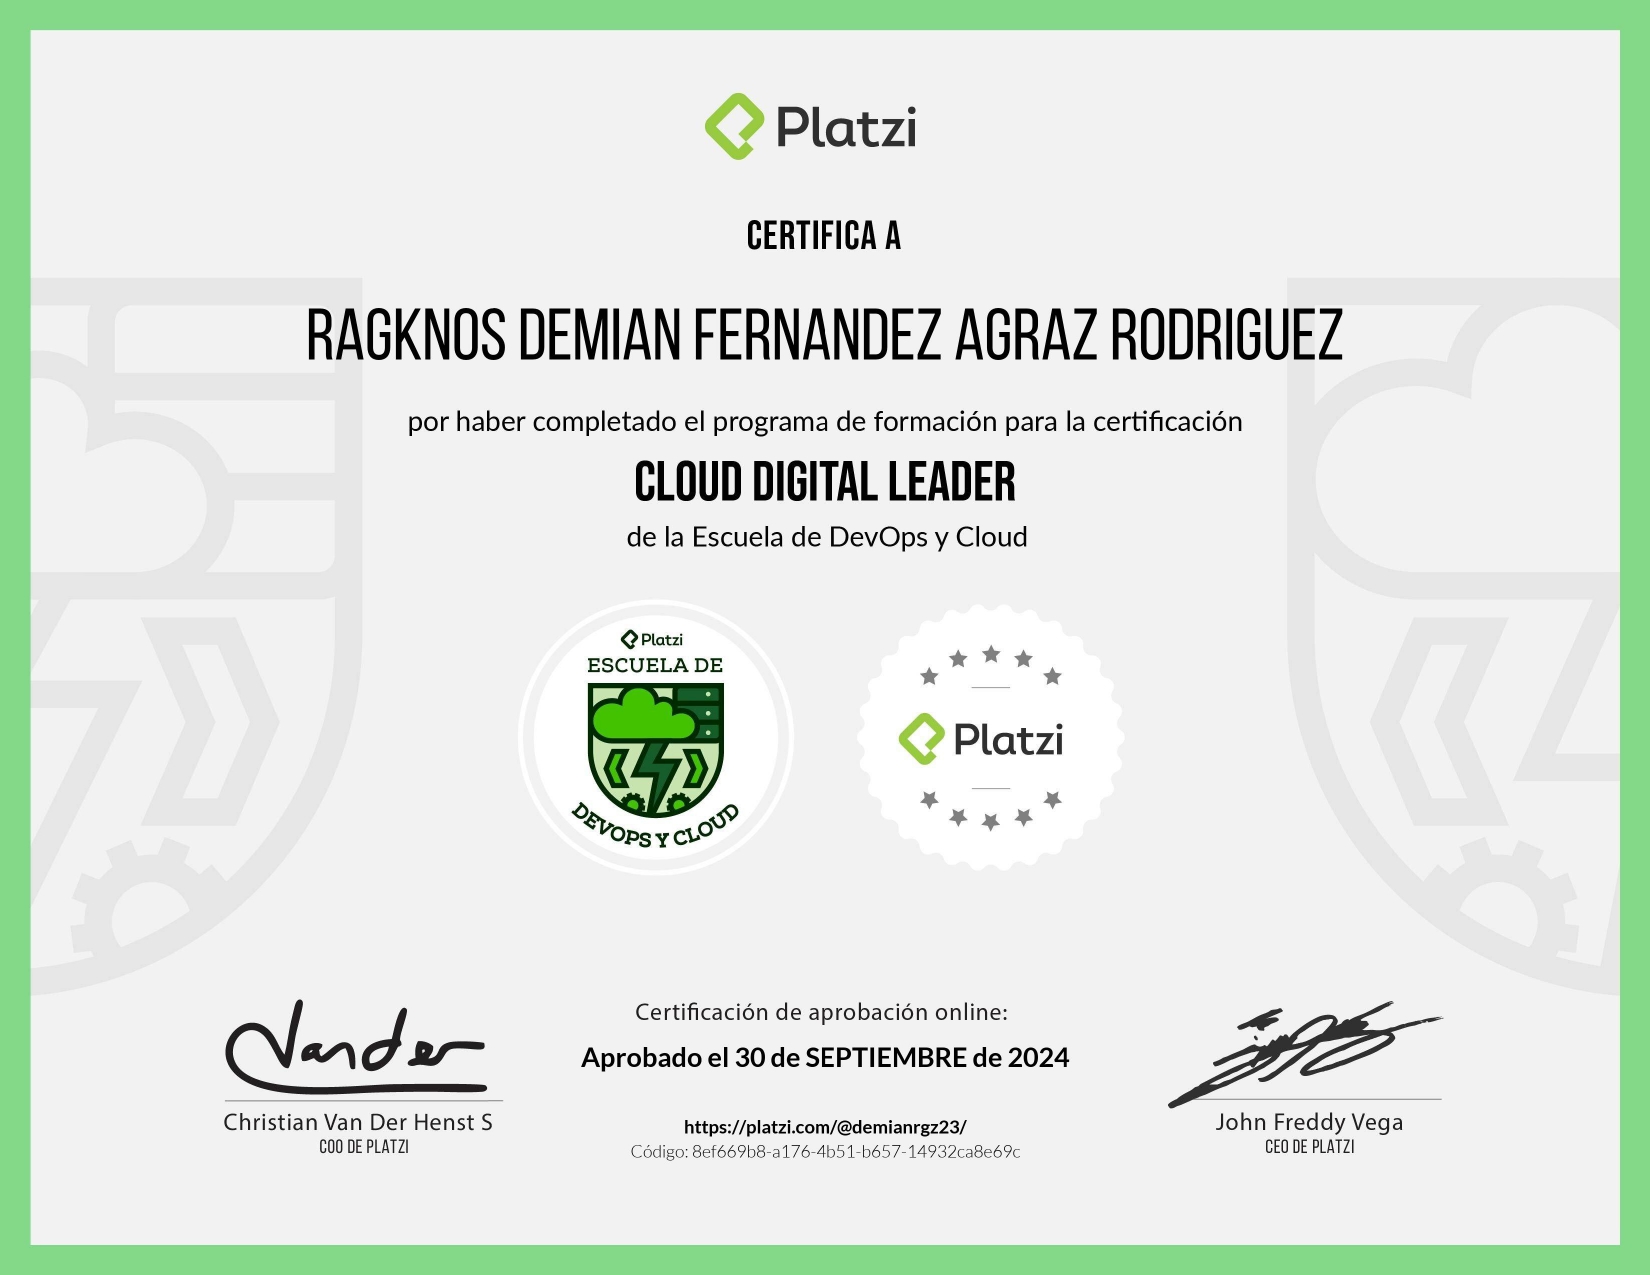 Platzi
CERTIFICA A
RAGKNOS DEMIAN FERNANDEZ AGRAZ RODRIGUEZ
por haber completado el programa de formación para la certificación
CLOUD DIGITAL LEADER
de la Escuela de DevOps y Cloud
Platzi
ESCUELA DE
DEVOPS Y CLOUD
Platzi
Vander
Certificación de aprobación online:
Aprobado el 30 de SEPTIEMBRE de 2024
Christian Van Der Henst S
COO DE PLATZI
https://platzi.com/@demianrgz23/
Código: 8ef669b8-a176-4b51-b657-14932ca8e69c
John Freddy Vega
CEO DE PLATZI